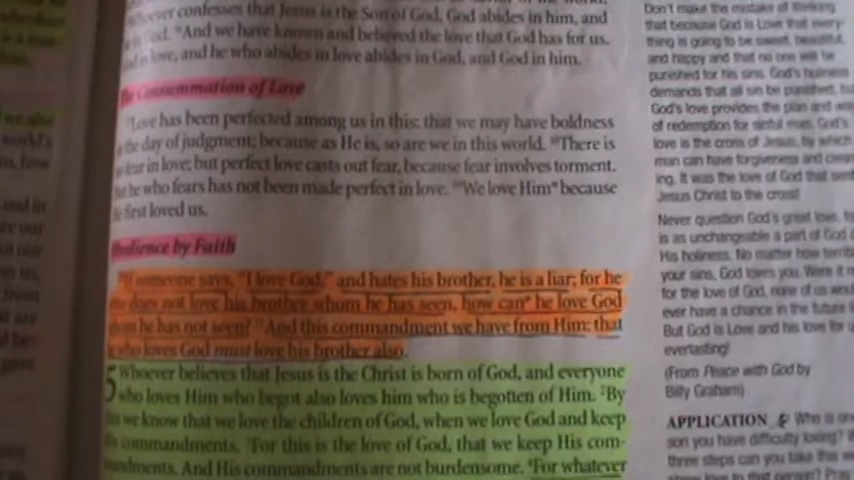 confesses that Jesus is the Son of God, God abides in him, and
God. And we have known and believed the love that God has for us.
is love, and he who abides in love abides in God, and God in him.
The Consummation of Love
Love has been perfected among us in this: that we may have boldness
the day of judgment; because as He is, so are we in this world. There is
fear in love; but perfect love casts out fear, because fear involves torment.
But he who fears has not been made perfect in love. We love Him because
He first loved us.
Obedience by Faith
If someone says, "I love God," and hates his brother, he is a liar; for he
who does not love his brother whom he has seen, how can he love God
whom he has not seen? And this commandment we have from Him: that
he who loves God must love his brother also.
5 Whoever believes that Jesus is the Christ is born of God, and everyone
who loves Him who begot also loves him who is begotten of Him. By
this we know that we love the children of God, when we love God and keep
His commandments. For this is the love of God, that we keep His com-
mandments. And His commandments are not burdensome. For whatever
Don't make the mistake of thinking
that because God is Love that every-
thing is going to be sweet, beautiful,
and happy and that no one will be
punished for his sins. God's holiness
demands that all sin be punished, but
God's love provides the plan and way
of redemption for sinful man. God's
love is the cross of Jesus, by which
man can have forgiveness and cleans-
ing. It was the love of God that sent
Jesus Christ to the cross!
Never question God's great love, for
is as unchangeable a part of God
His holiness. No matter how terrible
your sins, God loves you. Were it
for the love of God, none of us would
ever have a chance in the future
But God is Love and his love for
everlasting!
(From Peace with God by
Billy Graham)
APPLICATION Who is one
son you have difficulty loving?
three steps can you take this
show love to that person?